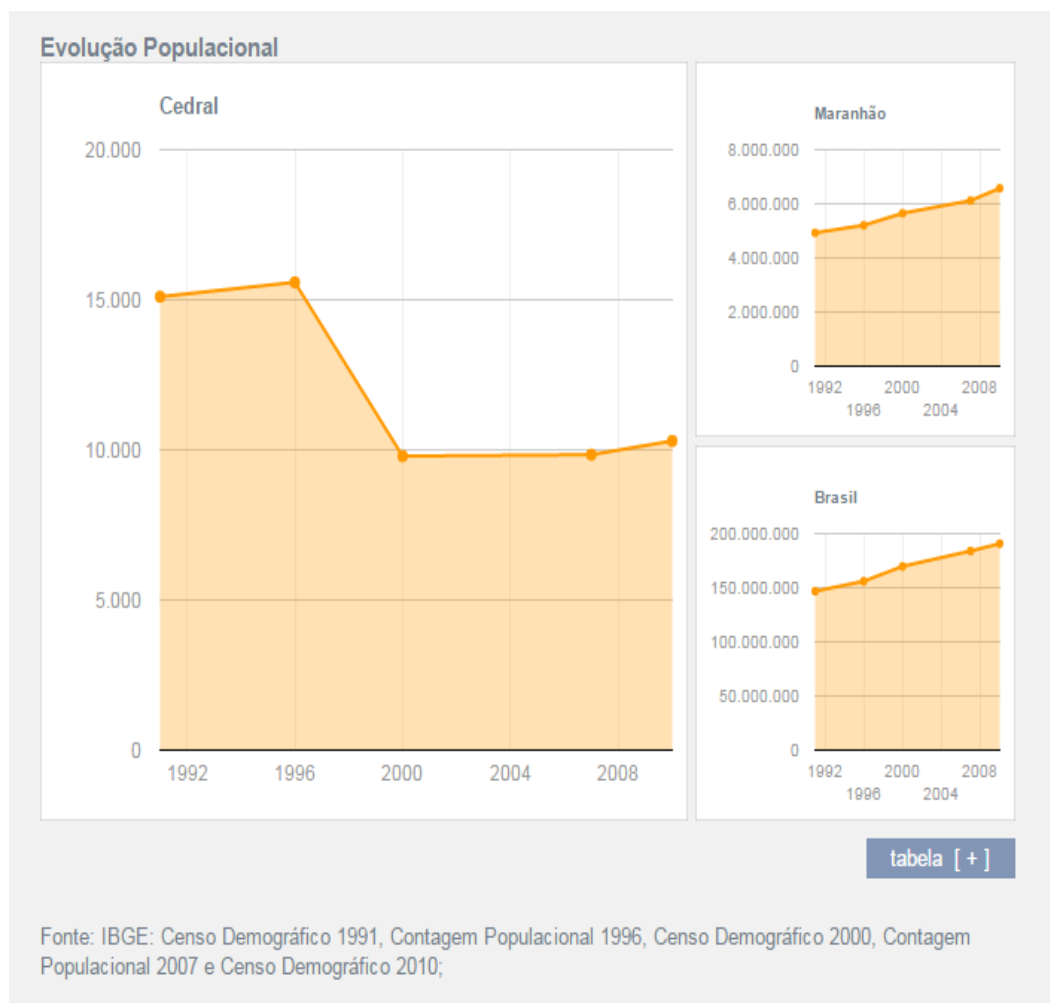 Evolução Populacional
Cedral
20.000
15.000
10.000
5.000
0
1992 1996 2000 2004 2008
Maranhão
8.000.000
6.000.000
4.000.000
2.000.000
0
1992 2000 2008
1996 2004
Brasil
200.000.000
150.000.000
100.000.000
50.000.000
0
1992 2000 2008
1996 2004
tabela [ + ]
Fonte: IBGE: Censo Demográfico 1991, Contagem Populacional 1996, Censo Demográfico 2000, Contagem
Populacional 2007 e Censo Demográfico 2010;